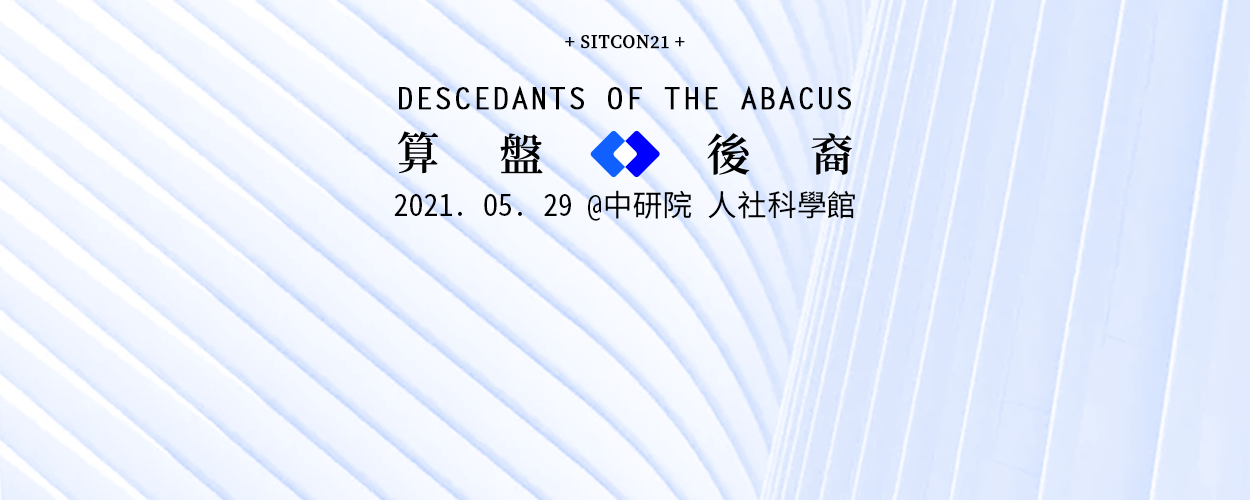 + SITCON21 +
DESCEDANTS OF THE ABACUS
算盤後裔
2021. 05. 29 @中研院 人社科學館